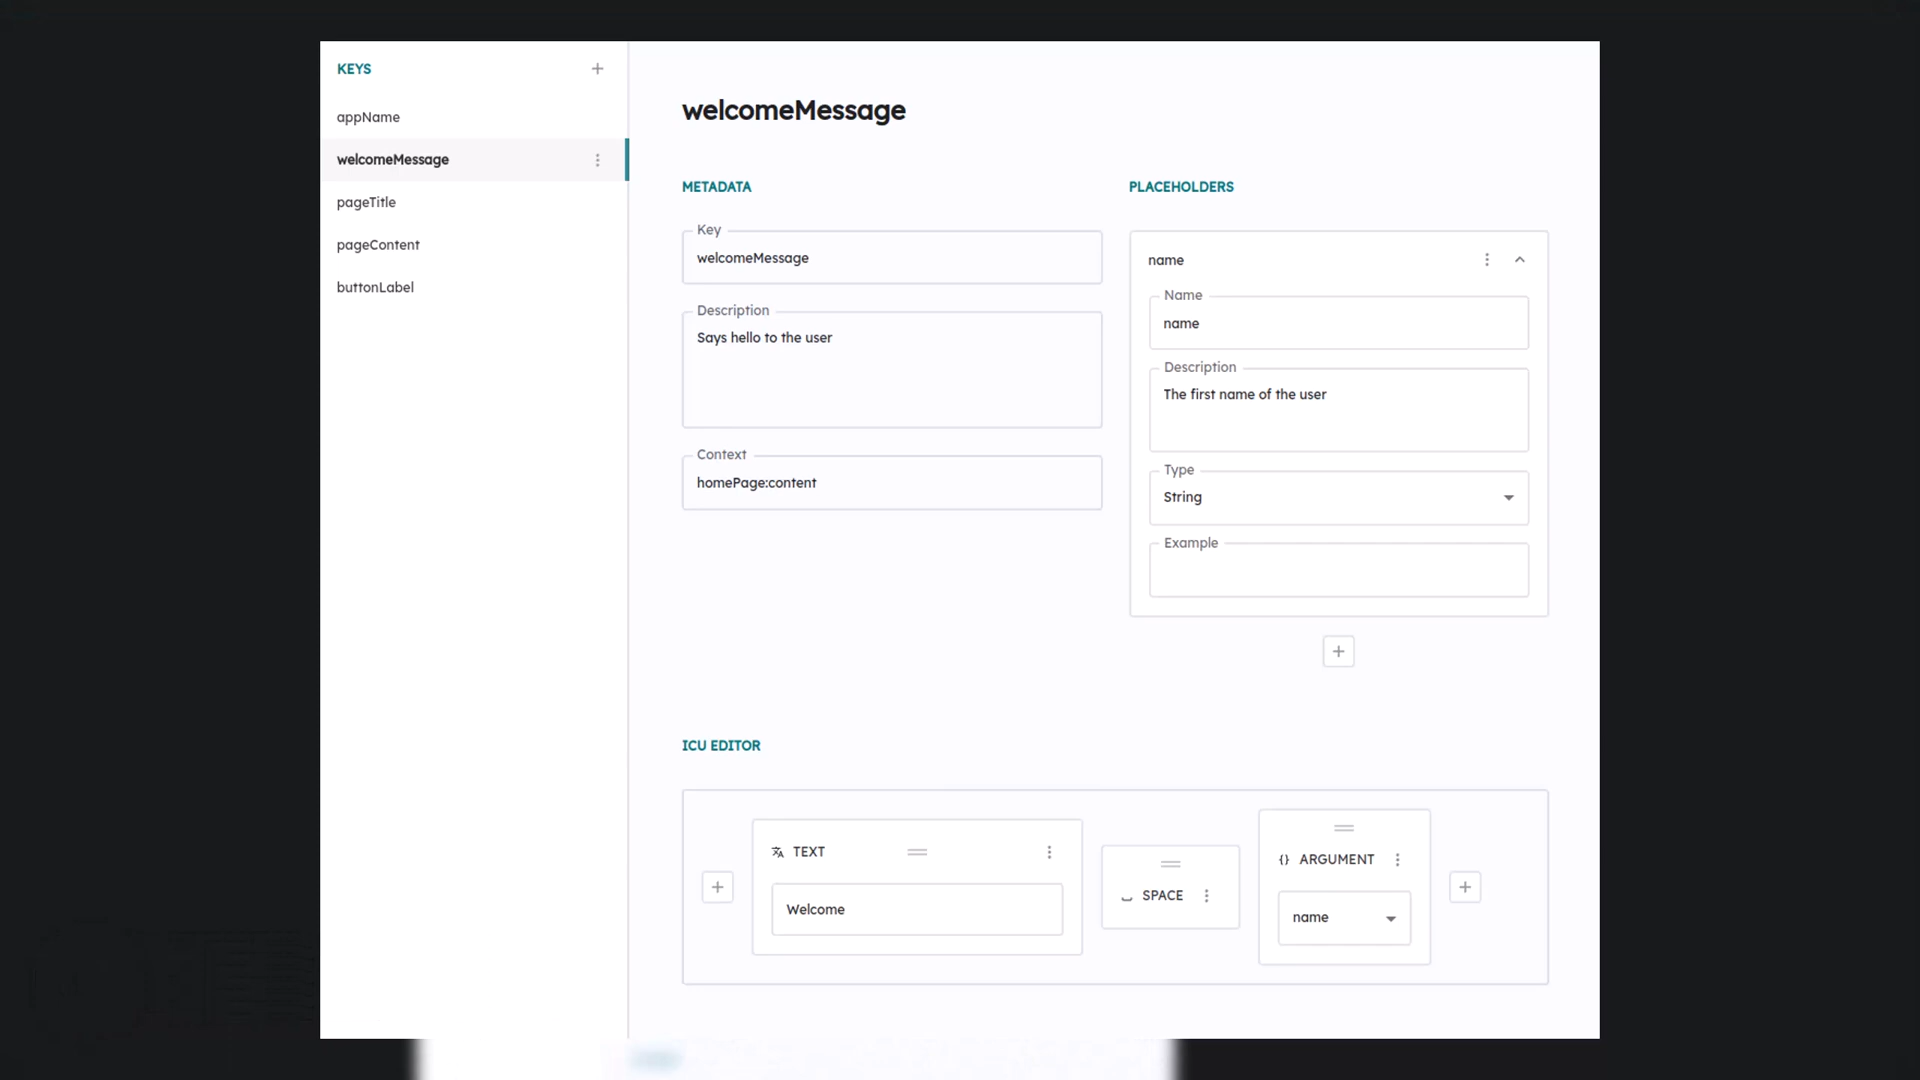 KEYS
appName
welcomeMessage
pageTitle
pageContent
buttonLabel
welcomeMessage
METADATA
Key
welcomeMessage
Description
Says hello to the user
Context
homePage:content
PLACEHOLDERS
name
Name
name
Description
The first name of the user
Type
String
Example
ICU EDITOR
TEXT
Welcome
SPACE
{} ARGUMENT
name